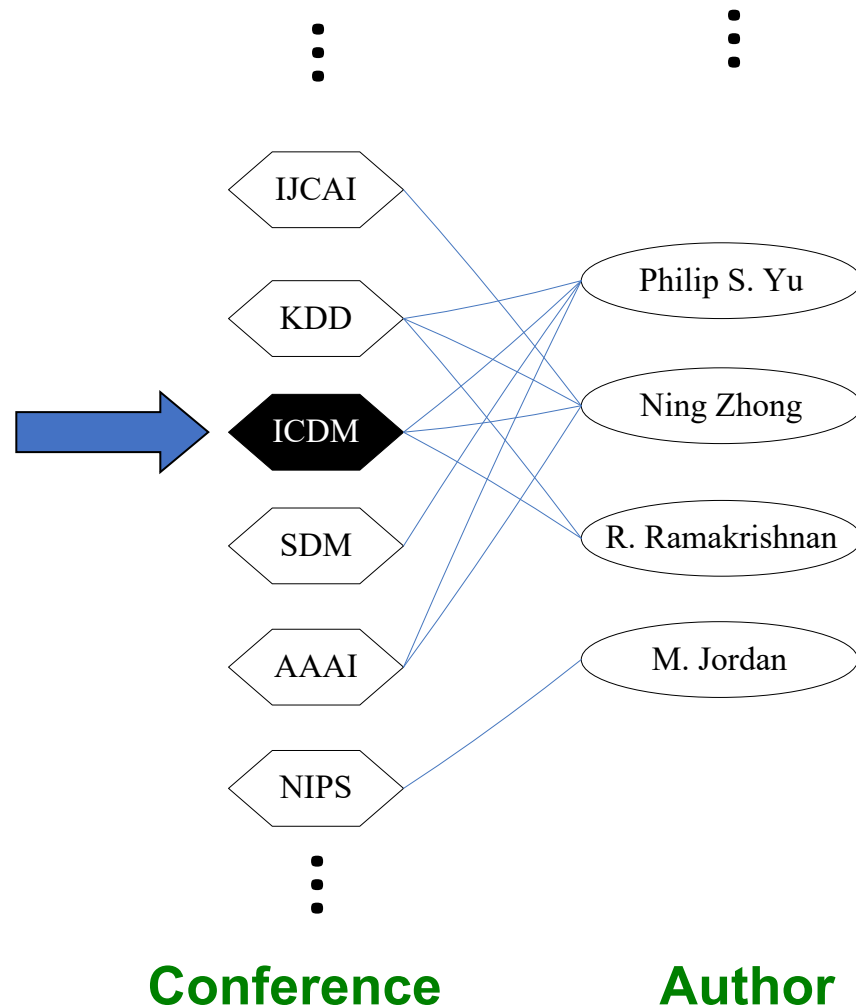 IJCAI
KDD
ICDM
SDM
AAAI
NIPS
Philip S. Yu
Ning Zhong
R. Ramakrishnan
M. Jordan
Conference
Author